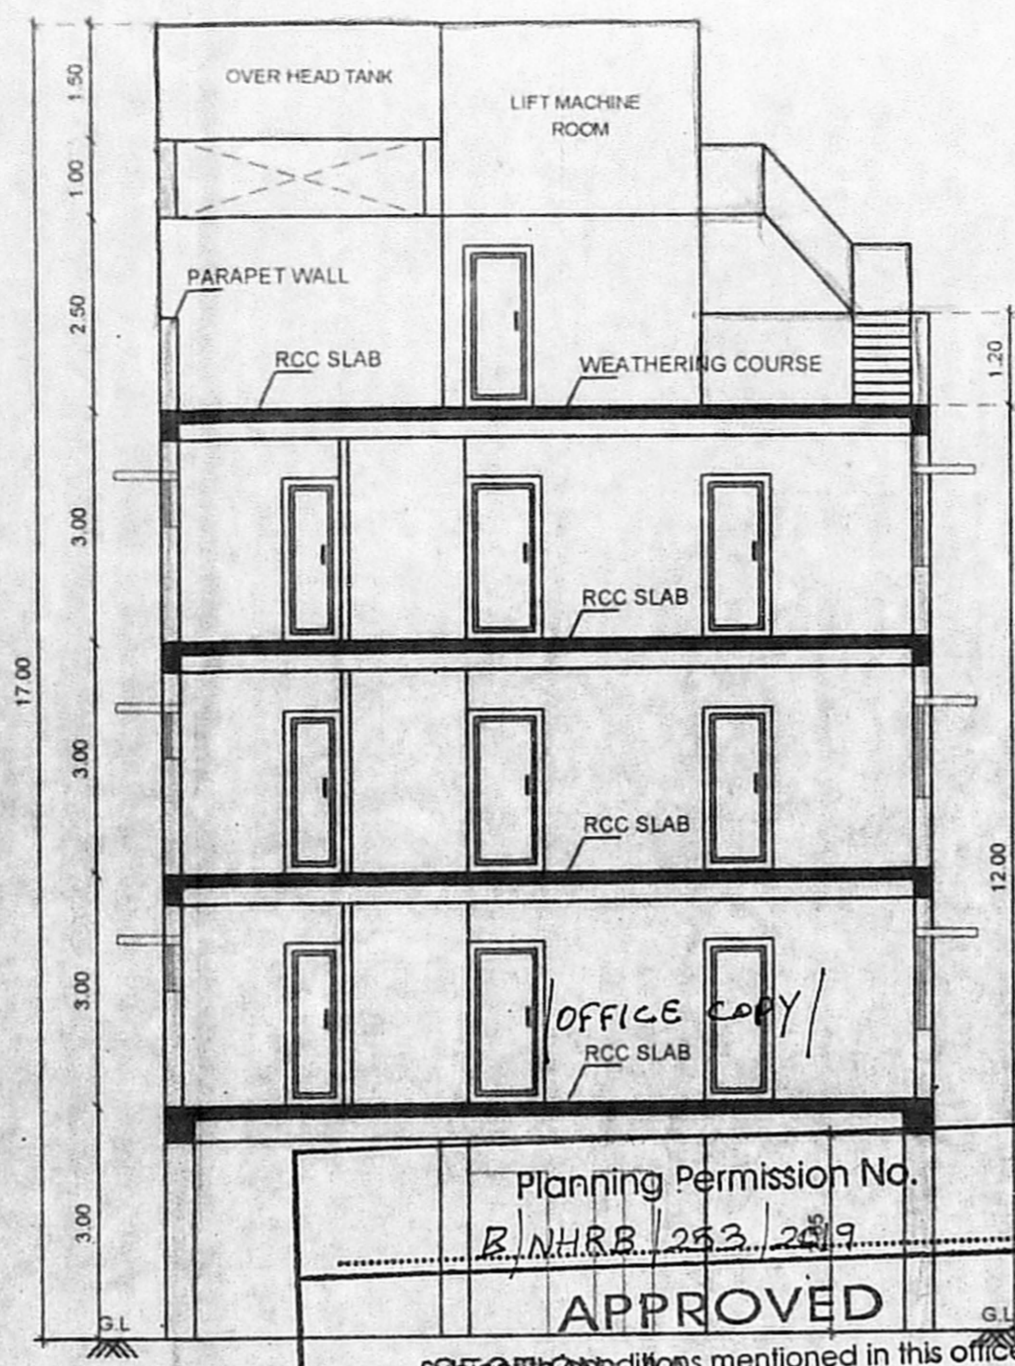 OVER HEAD TANK
LIFT MACHINE
ROOM
1.50
1.00
PARAPET WALL
2.50
RCC SLAB
WEATHERING COURSE
1.20
3.00
RCC SLAB
17.00
3.00
RCC SLAB
12.00
3.00
OFFICE COPY
RCC SLAB
Planning Permission No.
3.00
B/NHRB/253/2019
APPROVED
G.L
G.L
conditions mentioned in this office